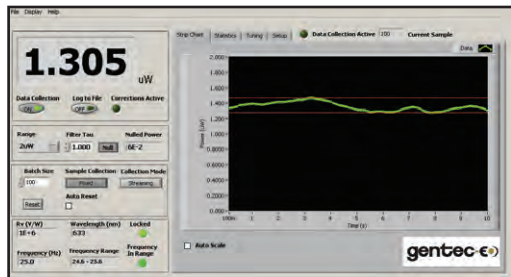 File Display Help
1.305 uW
Data Collection Log to File Corrections Active
ON OFF
Range Filter Tau Nulled Power
2uW 1.000 Null 6E-2
Batch Size Sample Collection Collection Mode
100 Fixed Streaming
Auto Reset
Reset
Rv (V/W) Wavelength (nm) Locked
1E+6 633
Frequency (Hz) Frequency Range Frequency In Range
25.0 24.6 - 25.6
Strip Chart Statistics Tuning Setup Data Collection Active 100 Current Sample
Data
Power (uW)
2.000
1.800
1.600
1.400
1.200
1.000
0.8000
0.6000
0.4000
0.2000
0.000
1 2 3 4 5 6 7 8 9 10
Time (s)
Auto Scale
gentec-eo